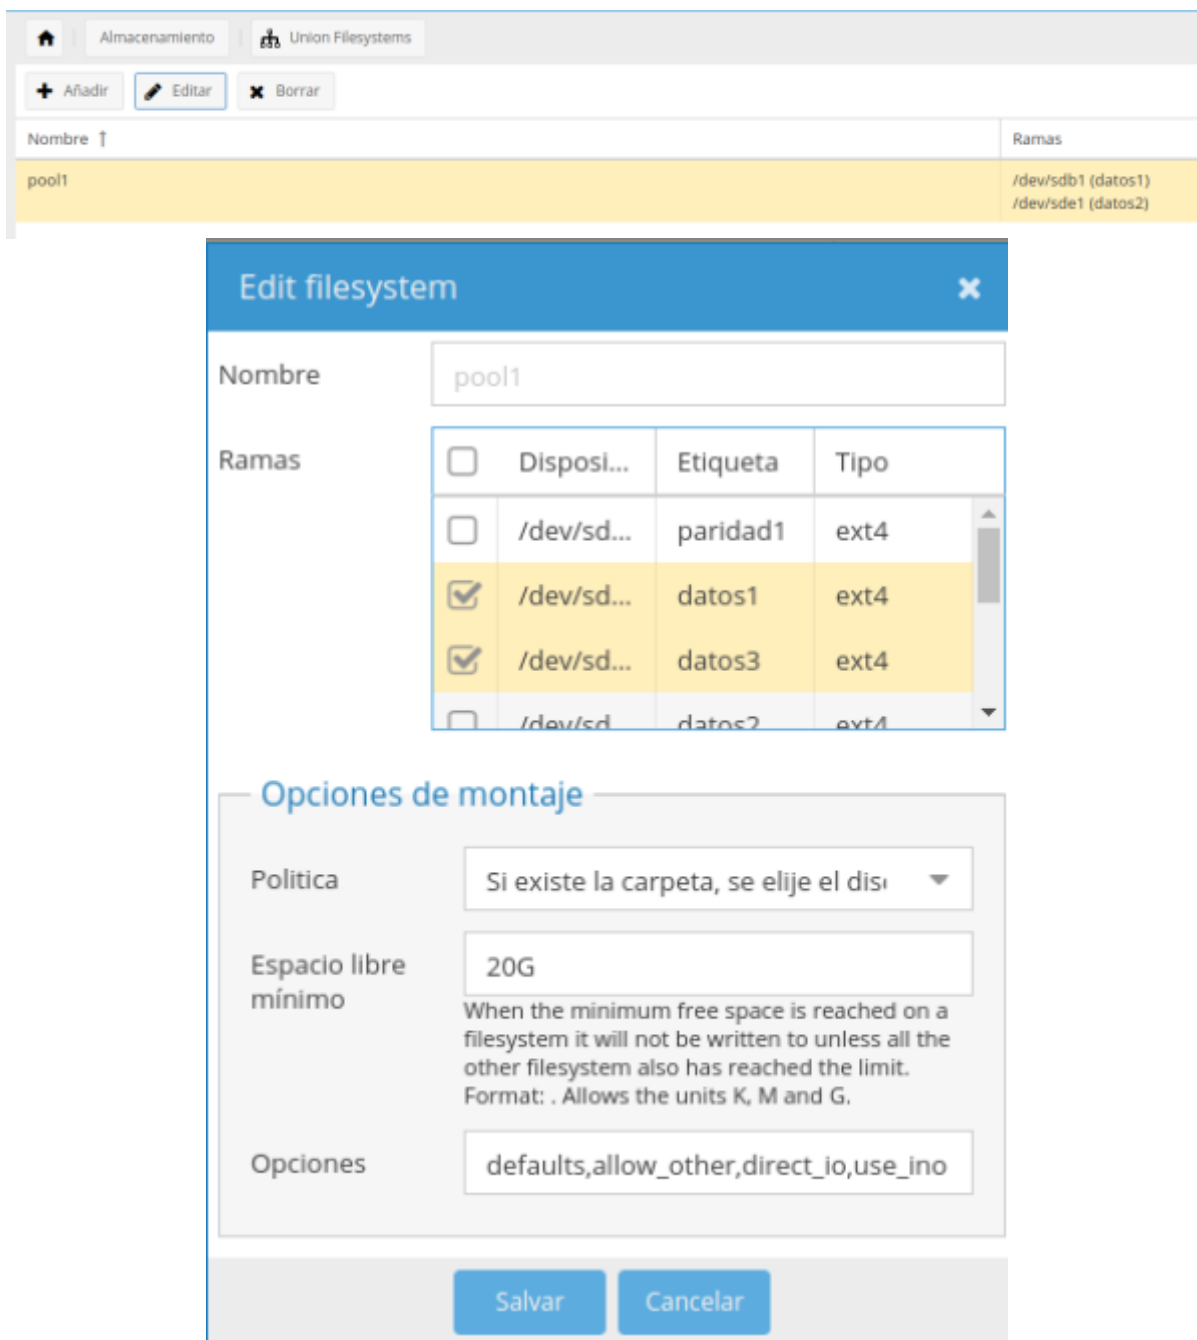 Almacenamiento Union Filesystems
Añadir Editar Borrar
Nombre ↑ Ramas
pool1 /dev/sdb1 (datos1)
/dev/sde1 (datos2)
Edit filesystem
Nombre pool1
Ramas Disposi... Etiqueta Tipo
/dev/sd... paridad1 ext4
/dev/sd... datos1 ext4
/dev/sd... datos3 ext4
/dev/sd datos2 ext4
Opciones de montaje
Politica Si existe la carpeta, se elije el dis
Espacio libre 20G
mínimo
When the minimum free space is reached on a
filesystem it will not be written to unless all the
other filesystem also has reached the limit.
Format: . Allows the units K, M and G.
Opciones defaults,allow_other,direct_io,use_ino
Salvar Cancelar